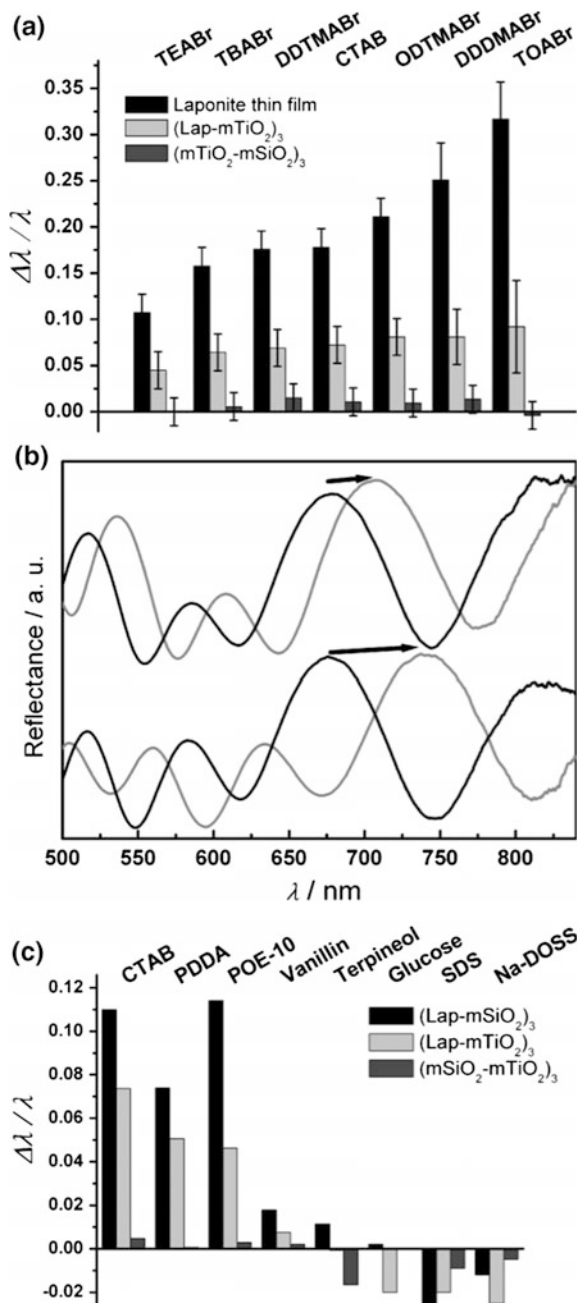 (a)
TEABr
TBABr
DDTMABr
CTAB
ODTMABr
DDDMABr
TOABr
0.35
0.30
0.25
0.20
0.15
0.10
0.05
0.00
Δλ / λ
Laponite thin film
(Lap-mTiO₂)₃
(mTiO₂-mSiO₂)₃
(b)
Reflectance / a. u.
500 550 600 650 700 750 800
λ / nm
(c)
CTAB
PDDA
POE-10
Vanillin
Terpineol
Glucose
SDS
Na-DOSS
0.12
0.10
0.08
0.06
0.04
0.02
0.00
-0.02
Δλ / λ
(Lap-mSiO₂)₃
(Lap-mTiO₂)₃
(mSiO₂-mTiO₂)₃